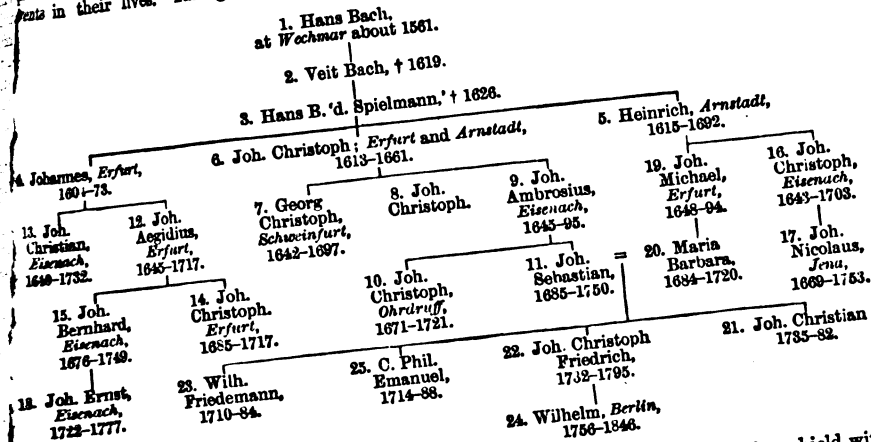 in their lives.
1. Hans Bach,
at Wechmar about 1561.
2. Veit Bach, † 1619.
3. Hans B. 'd. Spielmann,' † 1626.
4. Johannes, Erfurt,
1604-73.
6. Joh. Christoph; Erfurt and Arnstadt,
1613-1661.
5. Heinrich, Arnstadt,
1615-1692.
13. Joh.
Christian,
Eisenach,
1640-1732.
12. Joh.
Aegidius,
Erfurt,
1645-1717.
7. Georg
Christoph,
Schweinfurt,
1642-1697.
8. Joh.
Christoph.
9. Joh.
Ambrosius,
Eisenach,
1645-95.
19. Joh.
Michael,
Erfurt,
1648-94.
16. Joh.
Christoph,
Eisenach,
1643-1703.
15. Joh.
Bernhard,
Eisenach,
1676-1749.
14. Joh.
Christoph.
Erfurt,
1685-1717.
10. Joh.
Christoph,
Ohrdruff,
1671-1721.
11. Joh.
Sebastian,
1685-1750.
=
20. Maria
Barbara,
1684-1720.
17. Joh.
Nicolaus,
Jena,
1669-1753.
18. Joh. Ernst,
Eisenach,
1722-1777.
23. Wilh.
Friedemann,
1710-84.
25. C. Phil.
Emanuel,
1714-88.
22. Joh. Christoph
Friedrich,
1732-1795.
21. Joh. Christian
1735-82.
24. Wilhelm, Berlin,
1756-1846.